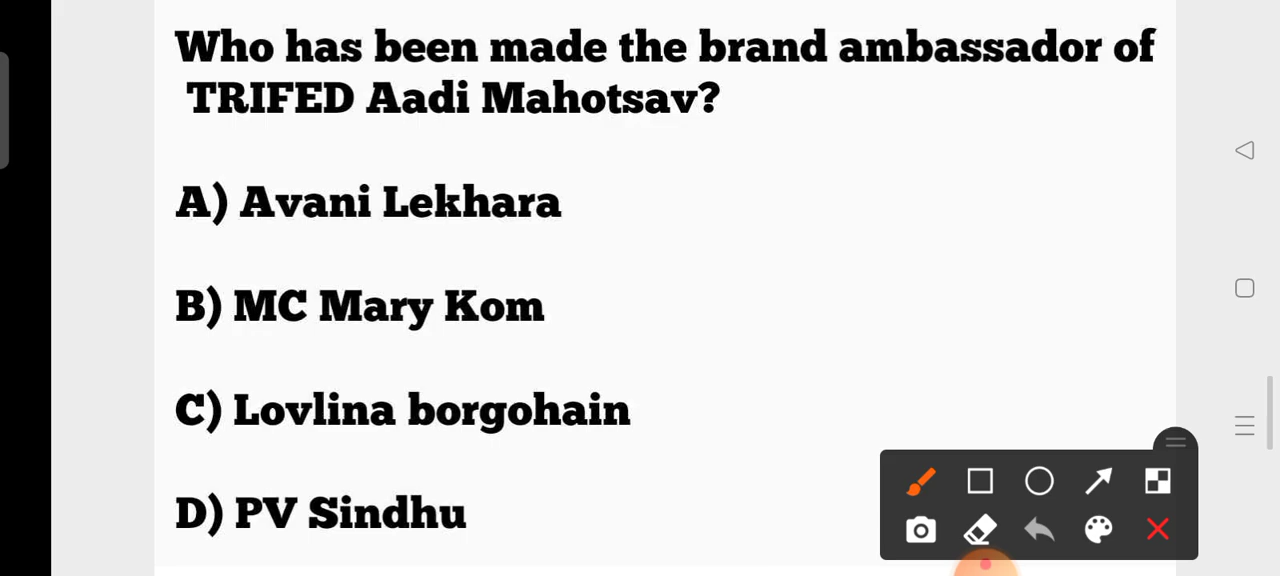 Who has been made the brand ambassador of
TRIFED Aadi Mahotsav?
A) Avani Lekhara
B) MC Mary Kom
C) Lovlina borgohain
D) PV Sindhu